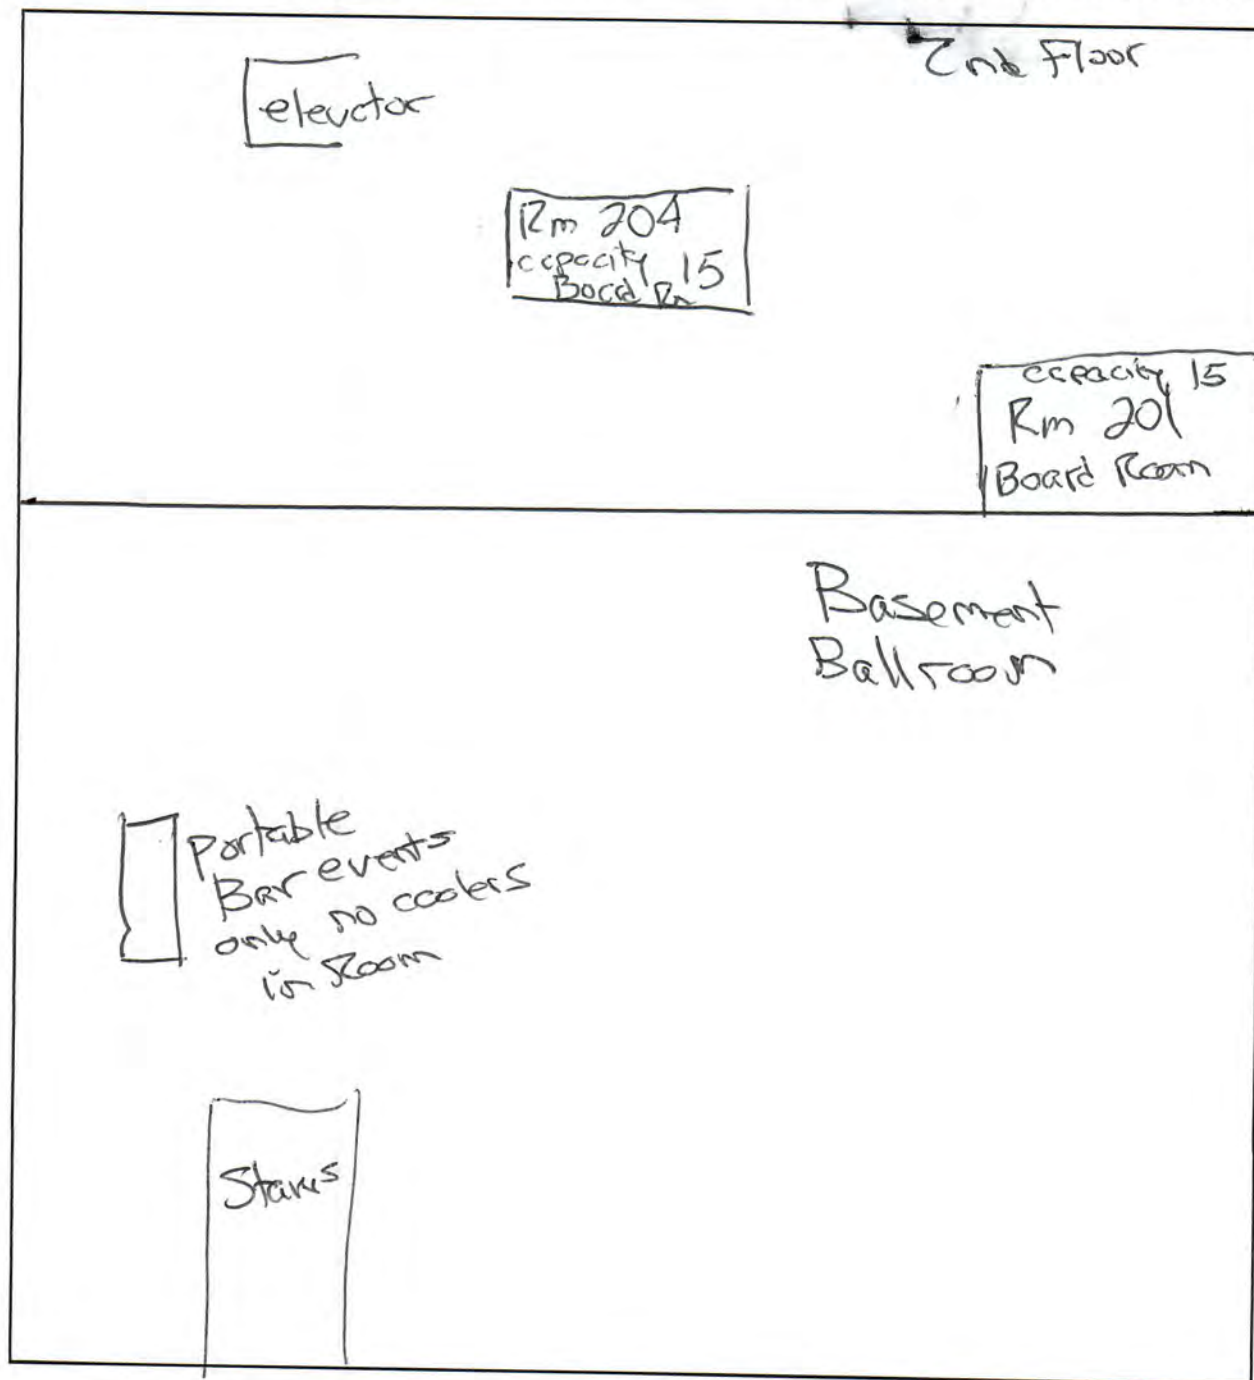 2nd Floor
elevator
Rm 204
capacity 15
Board Rm
capacity 15
Rm 201
Board Room
Basement
Ballroom
Portable
Bar events
only no coolers
in Room
Stairs